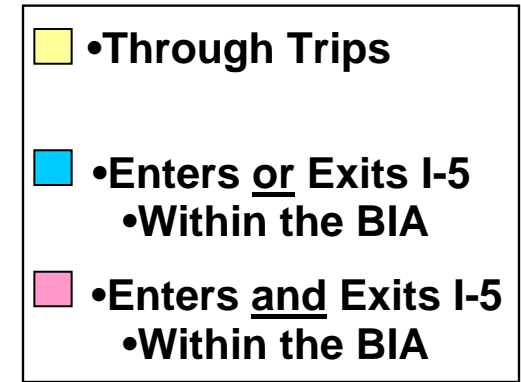 •Through Trips
•Enters or Exits I-5
•Within the BIA
•Enters and Exits I-5
•Within the BIA